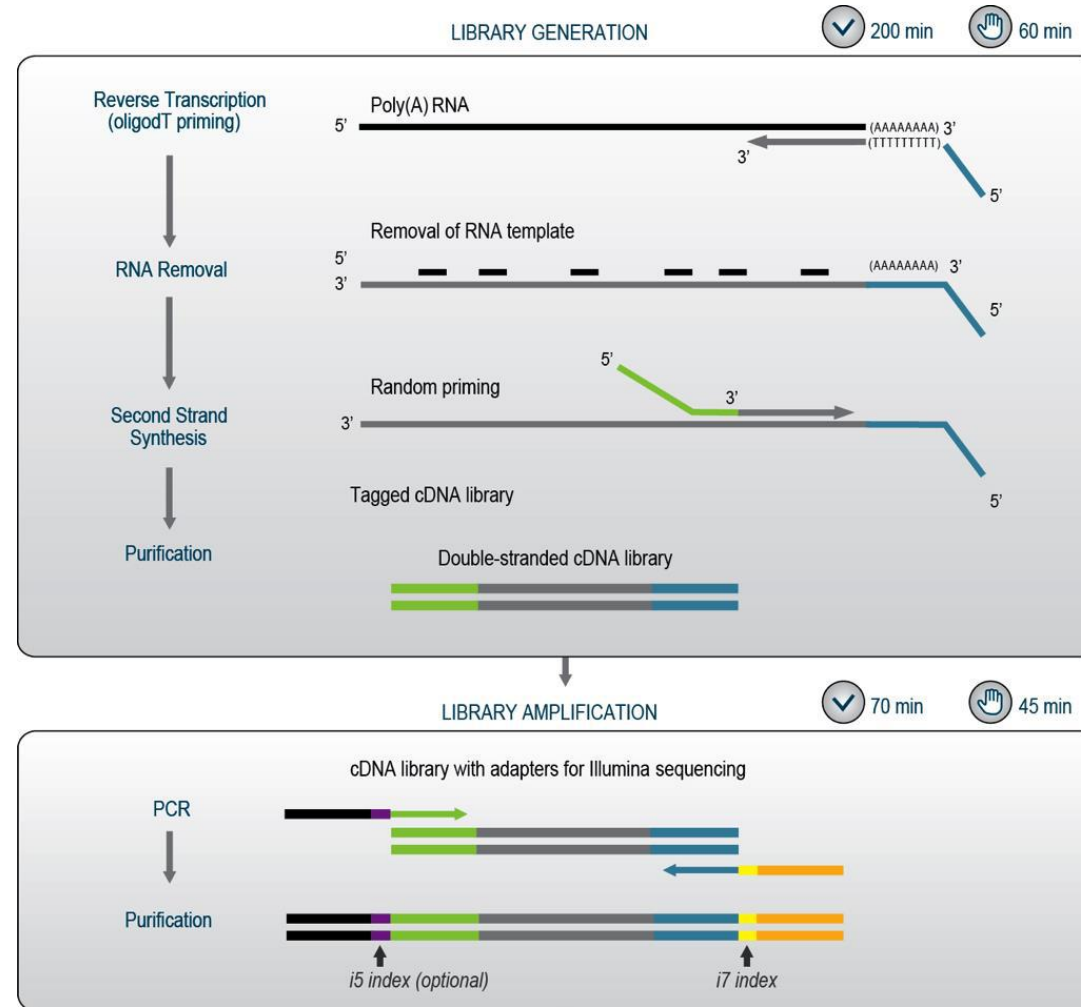 LIBRARY GENERATION
200 min
60 min
Reverse Transcription
(oligodT priming)
Poly(A) RNA
5’
(AAAAAAAA)
3’
3’
(TTTTTTTTT)
5’
Removal of RNA template
RNA Removal
5’
3’
(AAAAAAAA)
3’
5’
5’
Random priming
3’
Second Strand
Synthesis
3’
5’
Tagged cDNA library
Purification
Double-stranded cDNA library
LIBRARY AMPLIFICATION
70 min
45 min
cDNA library with adapters for Illumina sequencing
PCR
Purification
i5 index (optional)
i7 index